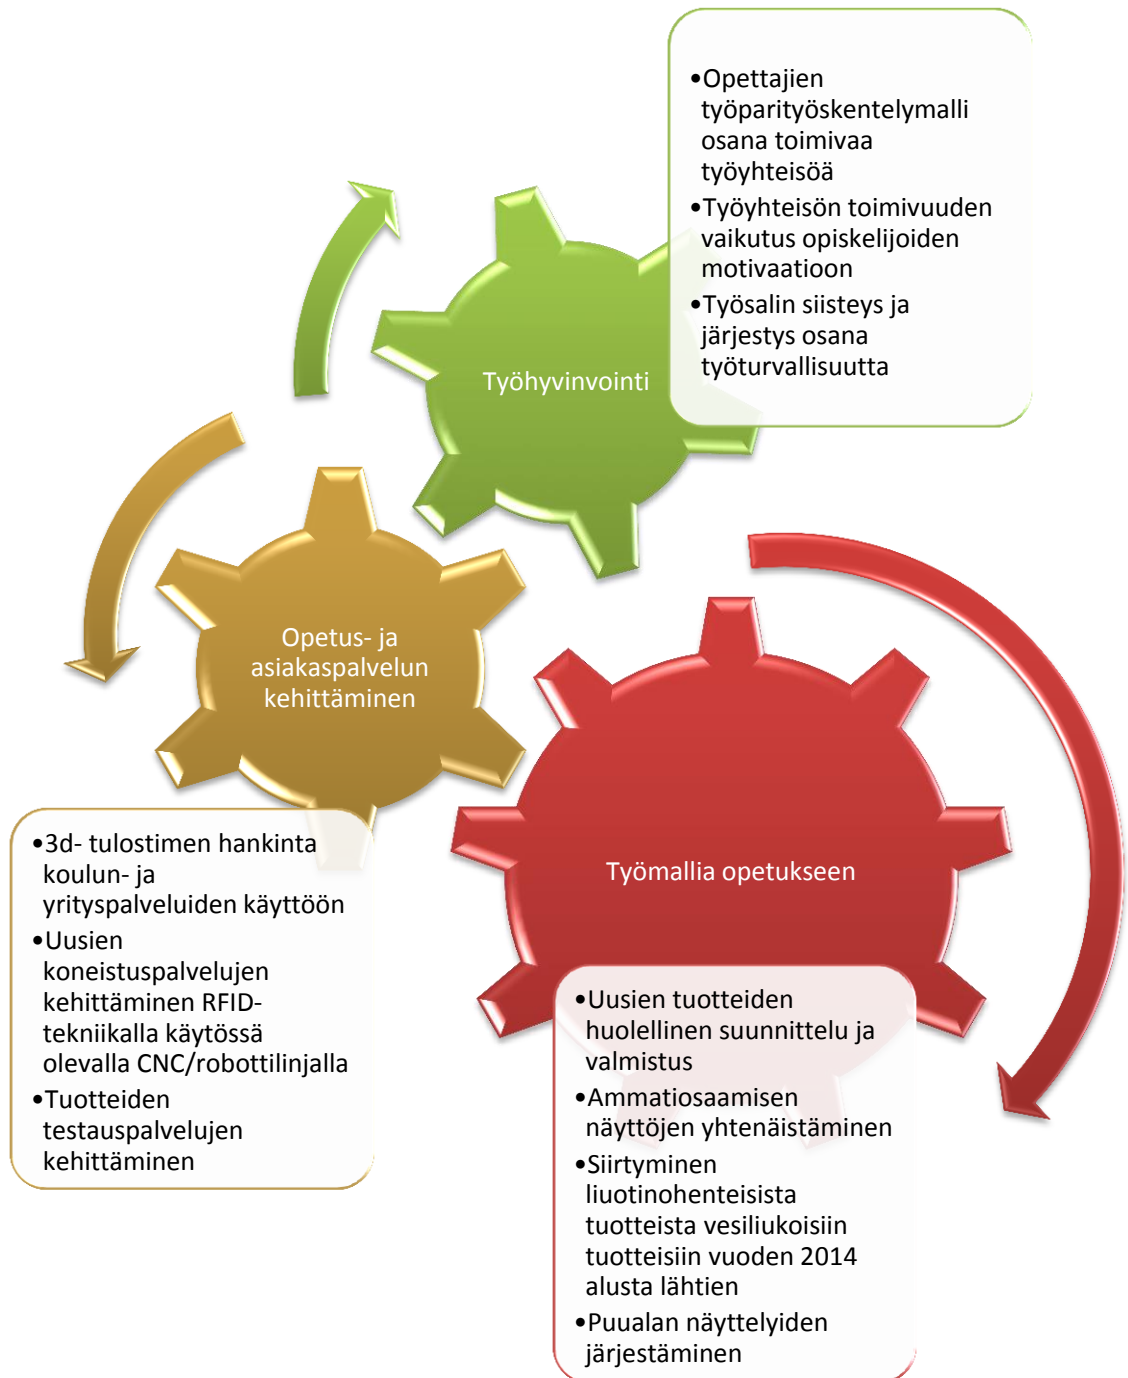 •Opettajien
työparityöskentelymalli
osana toimivaa
työyhteisöä
•Työyhteisön toimivuuden
vaikutus opiskelijoiden
motivaatioon
•Työsalin siisteys ja
järjestys osana
työturvallisuutta
Työhyvinvointi
Opetus- ja
asiakaspalvelun
kehittäminen
•3d- tulostimen hankinta
koulun- ja
yrityspalveluiden käyttöön
•Uusien
koneistuspalvelujen
kehittäminen RFID-
tekniikalla käytössä
olevalla CNC/robottilinjalla
•Tuotteiden
testauspalvelujen
kehittäminen
Työmallia opetukseen
•Uusien tuotteiden
huolellinen suunnittelu ja
valmistus
•Ammatiosaamisen
näyttöjen yhtenäistäminen
•Siirtyminen
liuotinohenteisista
tuotteista vesiliukoisiin
tuotteisiin vuoden 2014
alusta lähtien
•Puualan näyttelyiden
järjestäminen